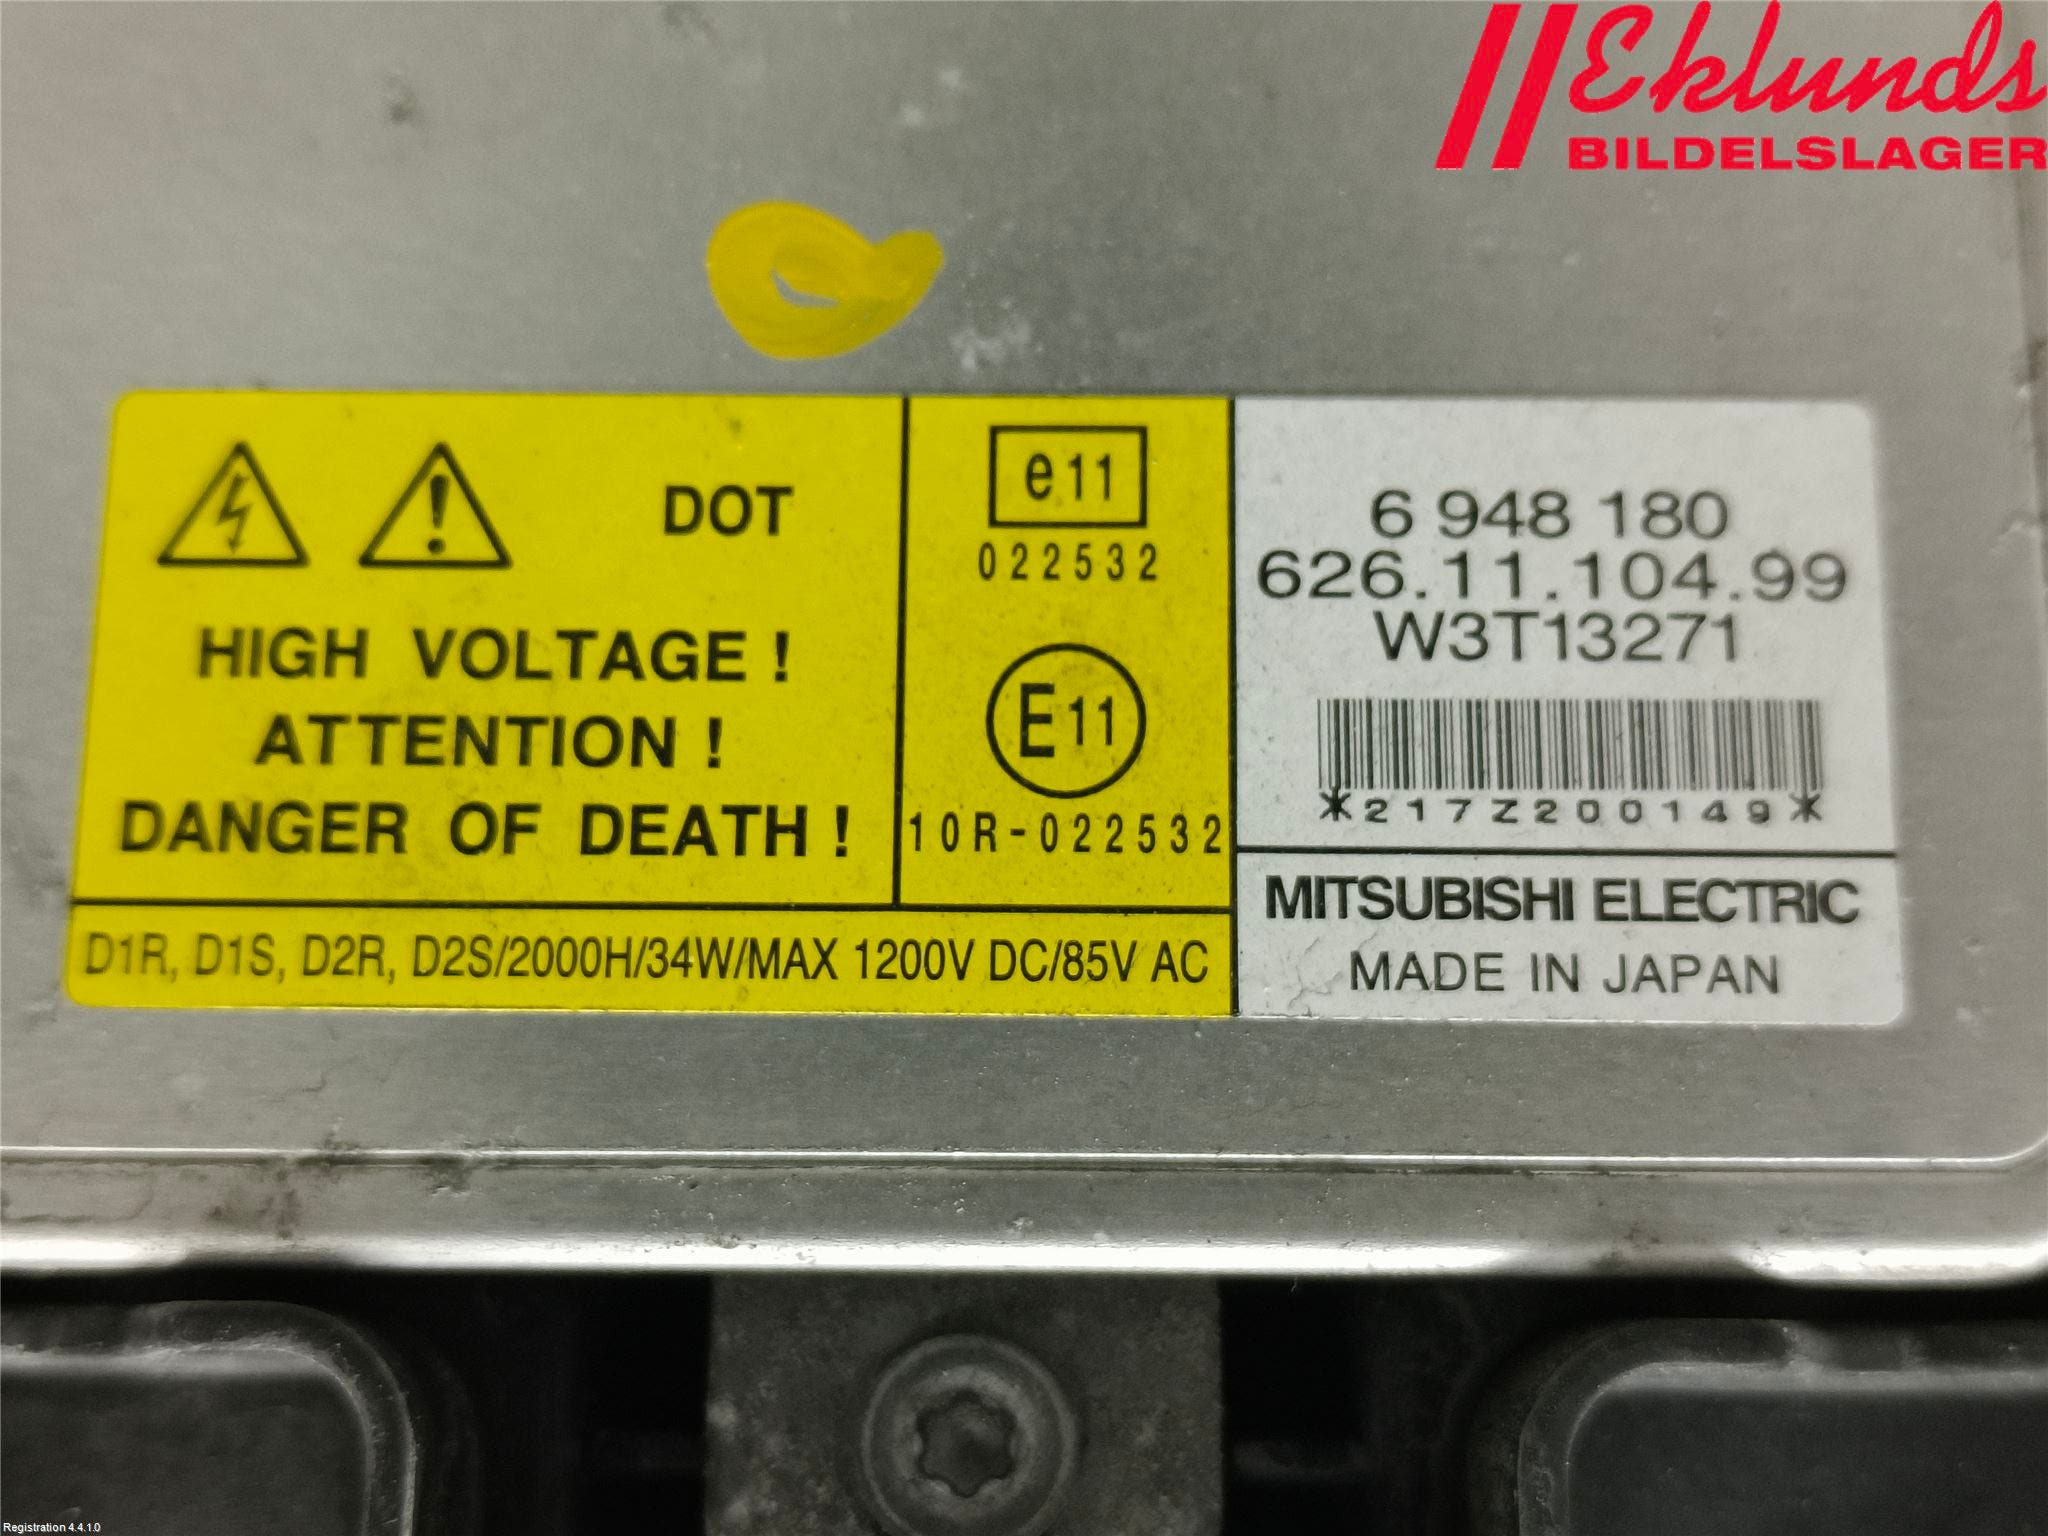 Eklunds
BILDELSLAGER
DOT
HIGH VOLTAGE !
ATTENTION !
DANGER OF DEATH !
e11
022532
E11
10R-022532
D1R, D1S, D2R, D2S/2000H/34W/MAX 1200V DC/85V AC
6 948 180
626.11.104.99
W3T13271
*217Z200149*
MITSUBISHI ELECTRIC
MADE IN JAPAN
Registration 4.4.1.0